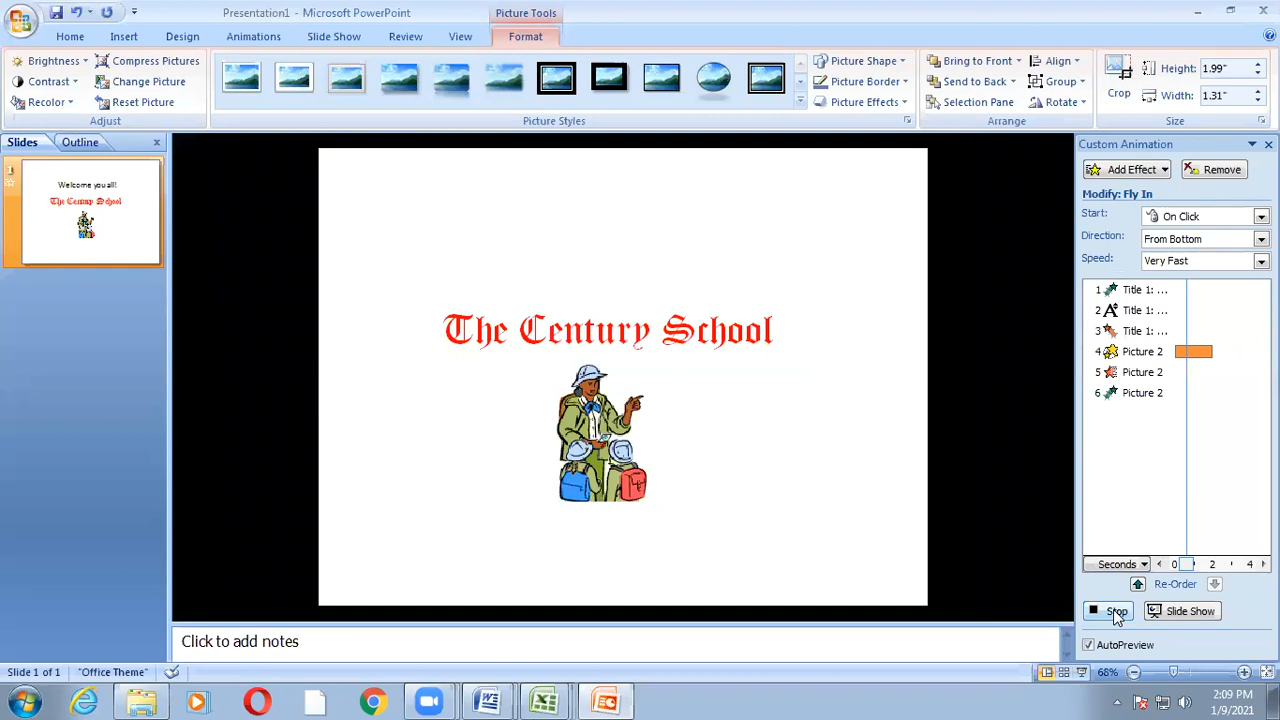 Presentation1 - Microsoft PowerPoint
Picture Tools
Home Insert Design Animations Slide Show Review View Format
Brightness
Contrast
Recolor
Compress Pictures
Change Picture
Reset Picture
Adjust
Picture Styles
Picture Shape
Picture Border
Picture Effects
Bring to Front
Send to Back
Selection Pane
Align
Group
Rotate
Arrange
Crop
Height: 1.99"
Width: 1.31"
Size
Slides Outline
1
Welcome you all!
The Century School
The Century School
Custom Animation
Add Effect Remove
Modify: Fly In
Start: On Click
Direction: From Bottom
Speed: Very Fast
1 Title 1: ...
2 Title 1: ...
3 Title 1: ...
4 Picture 2
5 Picture 2
6 Picture 2
Seconds 0 2 4
Re-Order
Stop Slide Show
AutoPreview
Click to add notes
Slide 1 of 1 "Office Theme" 68%
2:09 PM
1/9/2021